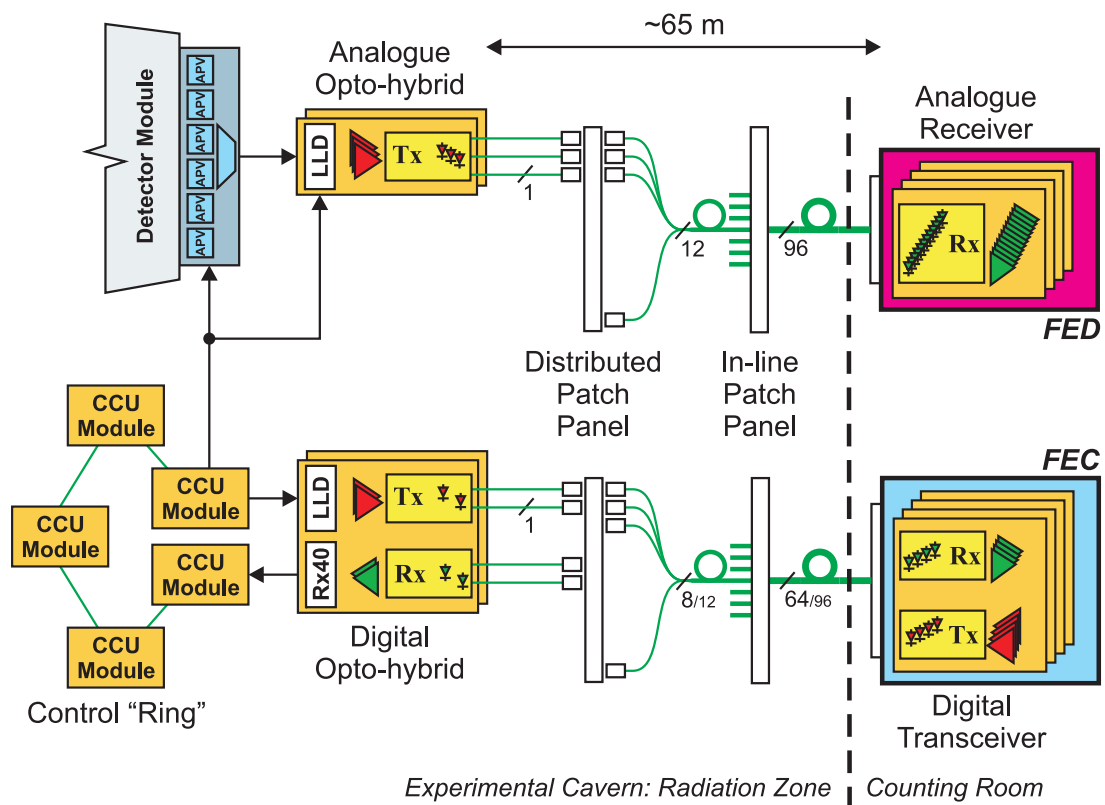 ~65 m
Detector Module
APV
APV
APV
APV
APV
APV
Analogue
Opto-hybrid
LLD
Tx
1
12
96
Analogue
Receiver
Rx
FED
Distributed
Patch
Panel
In-line
Patch
Panel
CCU
Module
CCU
Module
CCU
Module
CCU
Module
CCU
Module
Control "Ring"
LLD
Tx
Rx40
Rx
1
Digital
Opto-hybrid
8/12
64/96
FEC
Rx
Tx
Digital
Transceiver
Experimental Cavern: Radiation Zone
Counting Room